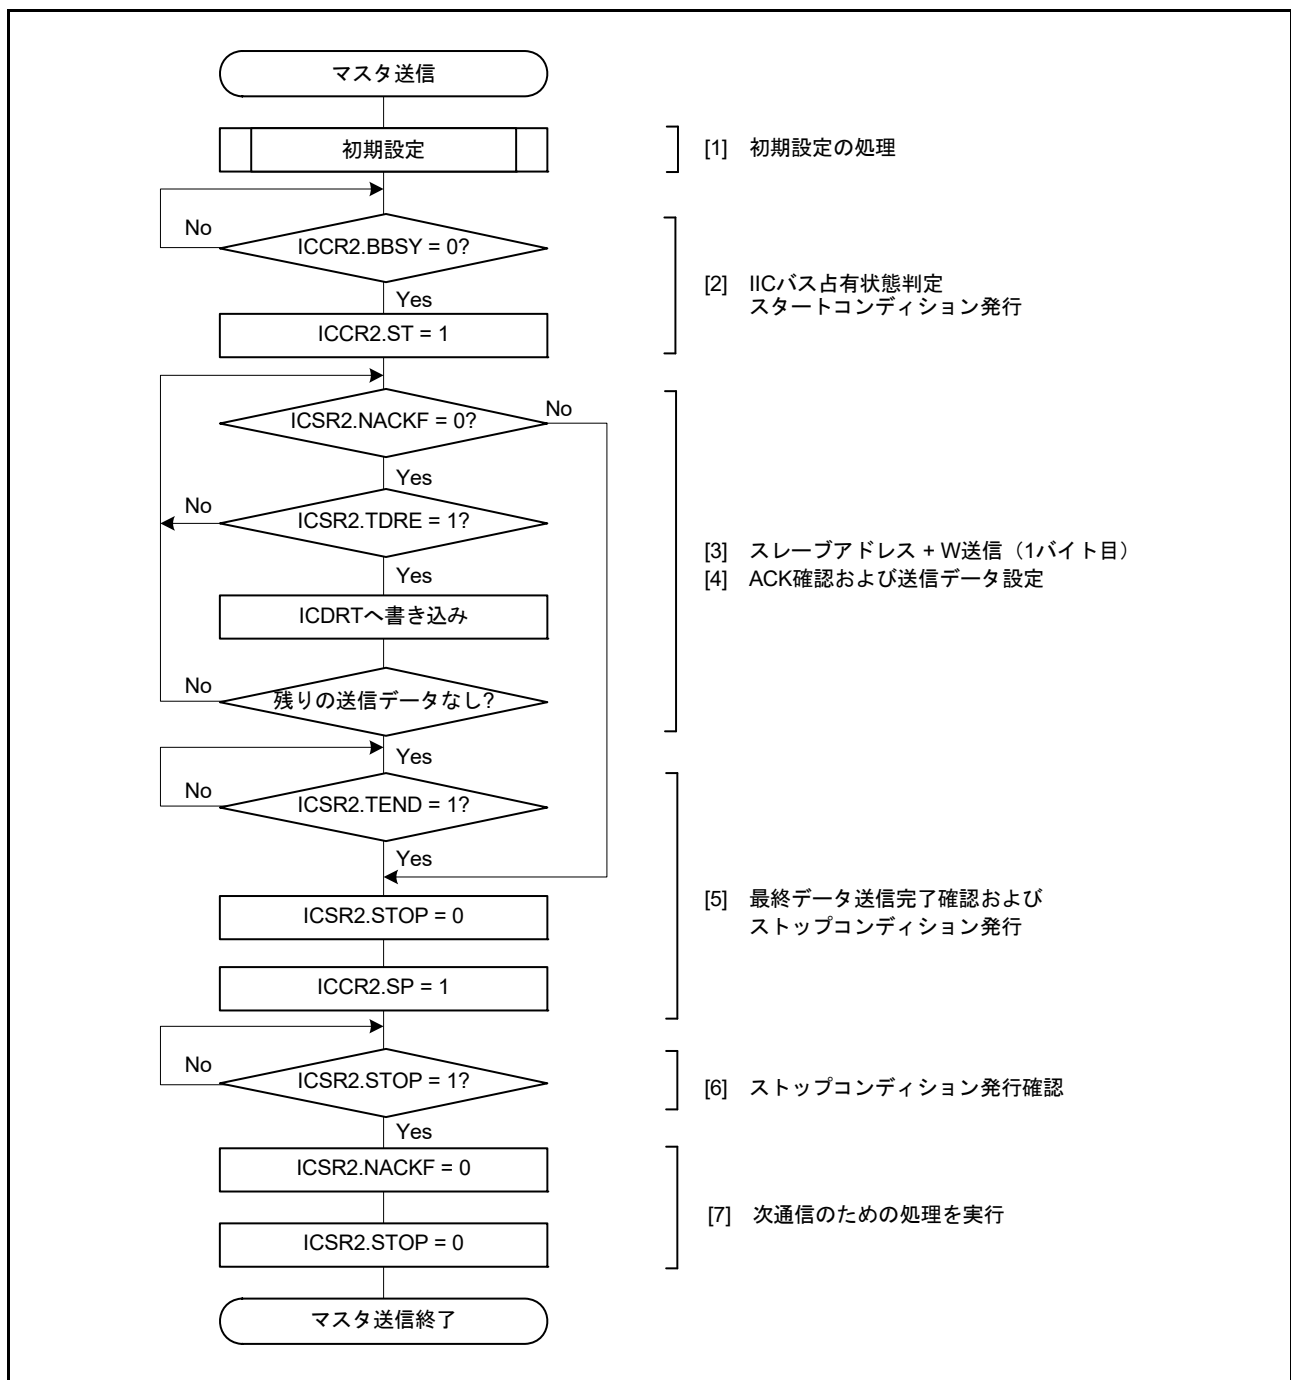 マスタ送信
初期設定
[1] 初期設定の処理
No
ICCR2.BBSY = 0?
Yes
ICCR2.ST = 1
[2] IICバス占有状態判定
スタートコンディション発行
ICSR2.NACKF = 0?
No
Yes
No
ICSR2.TDRE = 1?
Yes
ICDRTへ書き込み
No
残りの送信データなし?
Yes
[3] スレーブアドレス + W送信（1バイト目）
[4] ACK確認および送信データ設定
No
ICSR2.TEND = 1?
Yes
ICSR2.STOP = 0
ICCR2.SP = 1
[5] 最終データ送信完了確認および
ストップコンディション発行
No
ICSR2.STOP = 1?
Yes
[6] ストップコンディション発行確認
ICSR2.NACKF = 0
ICSR2.STOP = 0
[7] 次通信のための処理を実行
マスタ送信終了